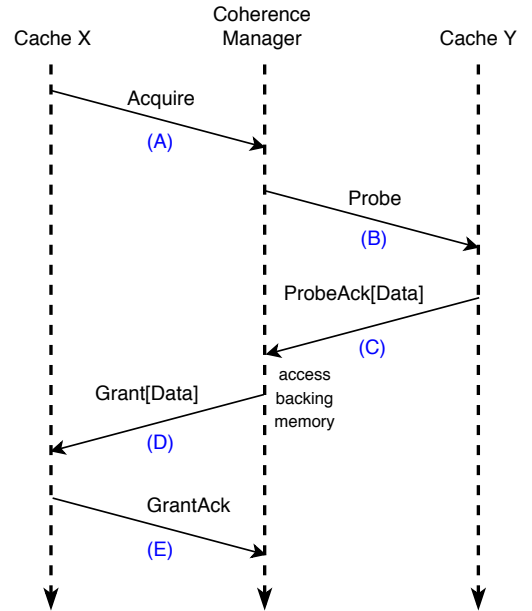 Cache X
Coherence
Manager
Cache Y
Acquire
(A)
Probe
(B)
ProbeAck[Data]
(C)
access
backing
memory
Grant[Data]
(D)
GrantAck
(E)